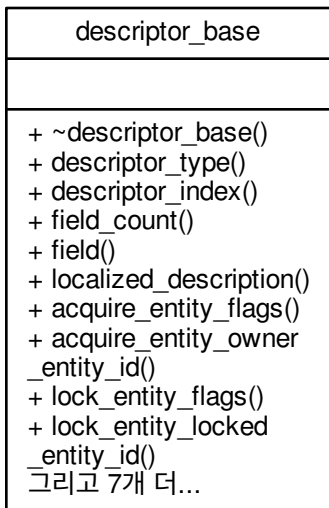 descriptor_base
+ ~descriptor_base()
+ descriptor_type()
+ descriptor_index()
+ field_count()
+ field()
+ localized_description()
+ acquire_entity_flags()
+ acquire_entity_owner
_entity_id()
+ lock_entity_flags()
+ lock_entity_locked
_entity_id()
그리고 7개 더...